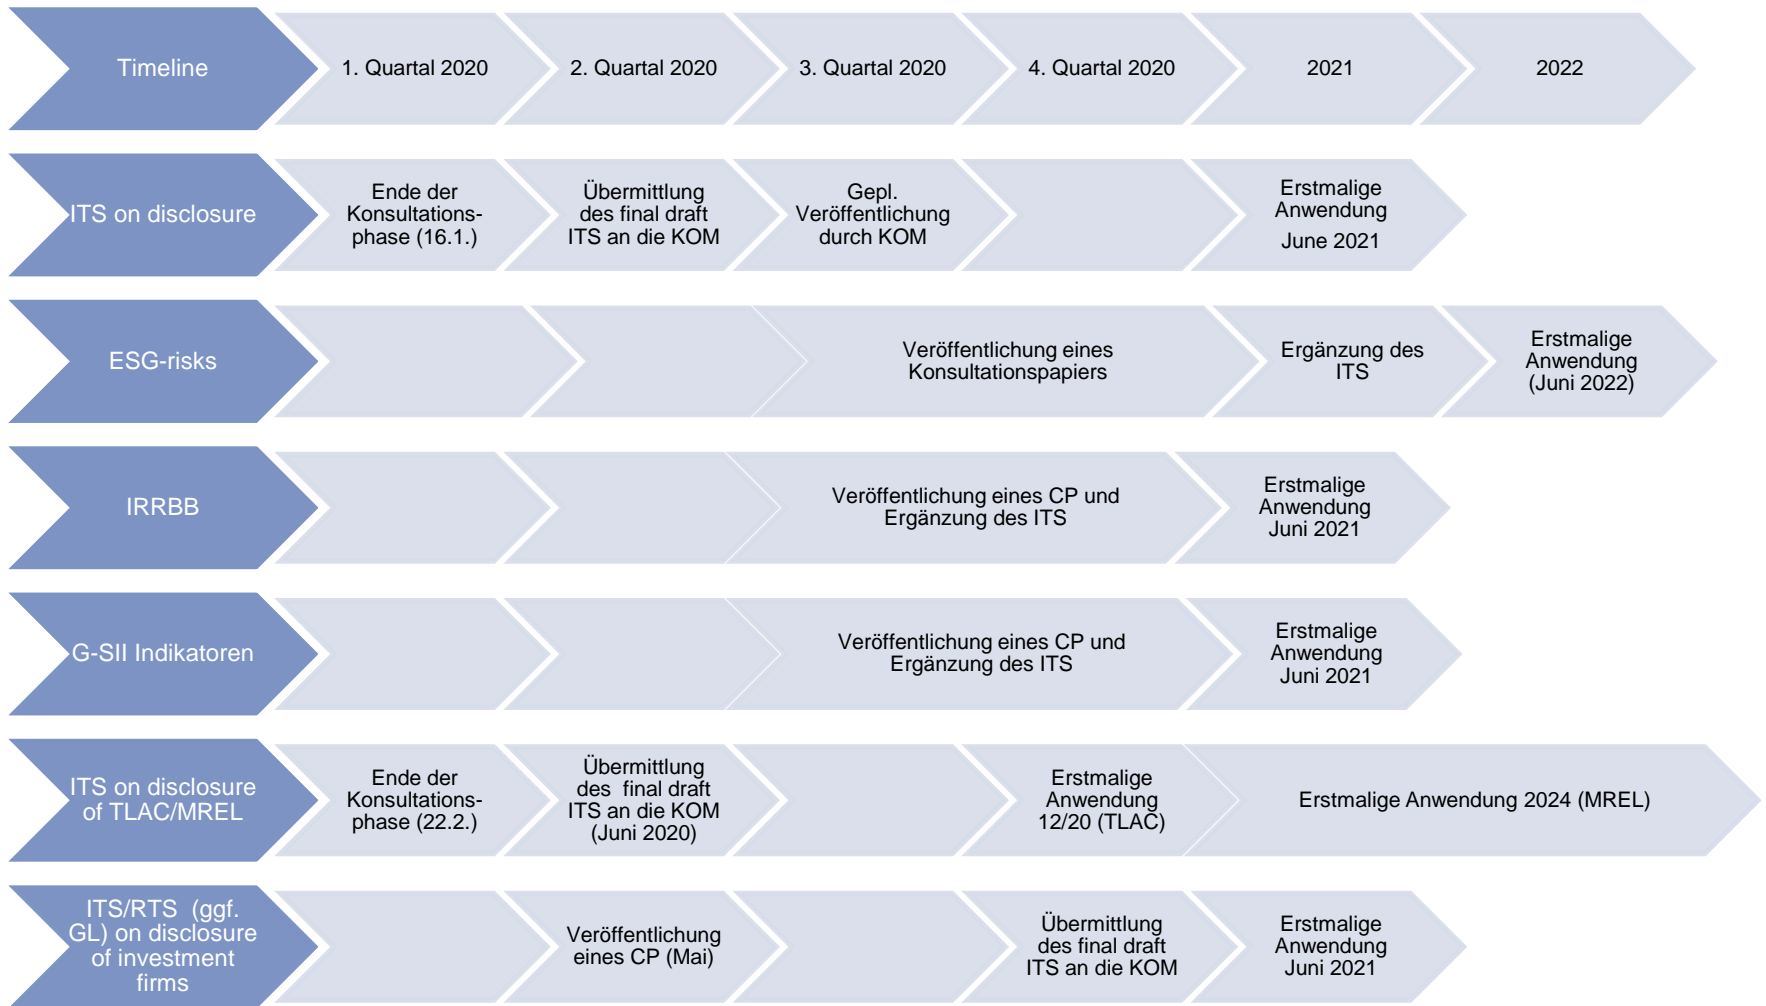 Timeline
1. Quartal 2020
2. Quartal 2020
3. Quartal 2020
4. Quartal 2020
2021
2022
ITS on disclosure
Ende der
Konsultations-
phase (16.1.)
Übermittlung
des final draft
ITS an die KOM
Gepl.
Veröffentlichung
durch KOM
Erstmalige
Anwendung
June 2021
ESG-risks
Veröffentlichung eines
Konsultationspapiers
Ergänzung des
ITS
Erstmalige
Anwendung
(Juni 2022)
IRRBB
Veröffentlichung eines CP und
Ergänzung des ITS
Erstmalige
Anwendung
Juni 2021
G-SII Indikatoren
Veröffentlichung eines CP und
Ergänzung des ITS
Erstmalige
Anwendung
Juni 2021
ITS on disclosure
of TLAC/MREL
Ende der
Konsultations-
phase (22.2.)
Übermittlung
des final draft
ITS an die KOM
(Juni 2020)
Erstmalige
Anwendung
12/20 (TLAC)
Erstmalige Anwendung 2024 (MREL)
ITS/RTS (ggf.
GL) on disclosure
of investment
firms
Veröffentlichung
eines CP (Mai)
Übermittlung
des final draft
ITS an die KOM
Erstmalige
Anwendung
Juni 2021